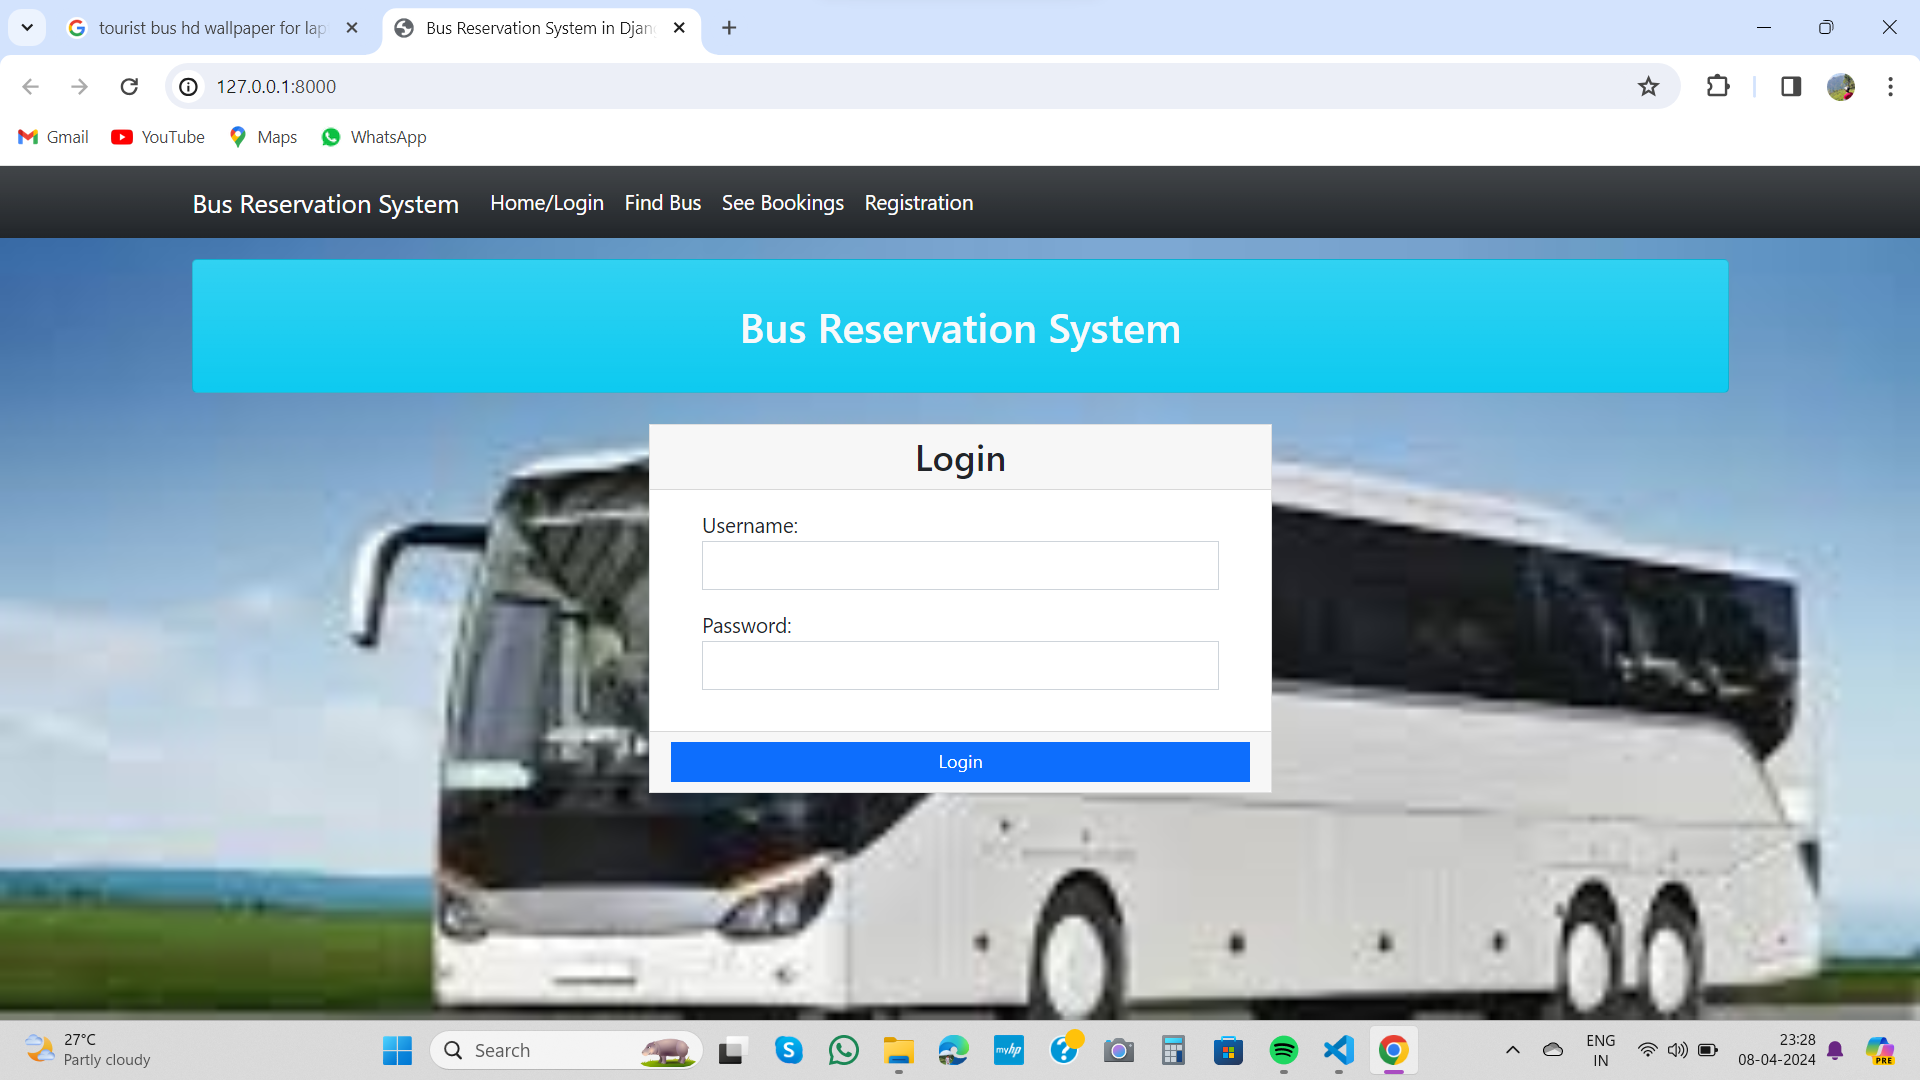 tourist bus hd wallpaper for lap
Bus Reservation System in Djan
127.0.0.1:8000
Gmail
YouTube
Maps
WhatsApp
Bus Reservation System
Home/Login
Find Bus
See Bookings
Registration
Bus Reservation System
Login
Username:
Password:
Login
27°C
Partly cloudy
Search
myhp
ENG
IN
23:28
08-04-2024
PRE